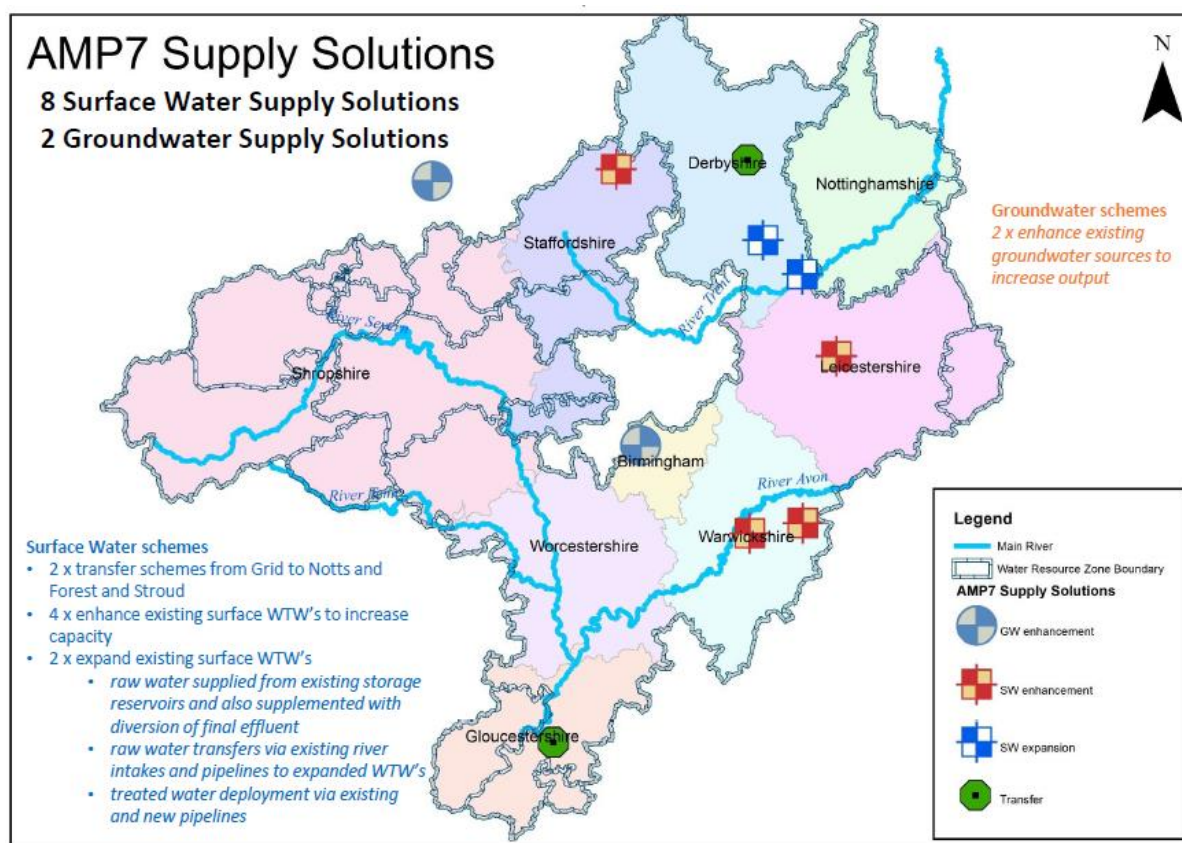 AMP7 Supply Solutions
8 Surface Water Supply Solutions
2 Groundwater Supply Solutions
N
Derbyshire
Nottinghamshire
Staffordshire
Groundwater schemes
2 x enhance existing
groundwater sources to
increase output
River Trent
River Severn
Shropshire
Leicestershire
Birmingham
River Avon
River Teme
Warwickshire
Worcestershire
Gloucestershire
Surface Water schemes
• 2 x transfer schemes from Grid to Notts and
Forest and Stroud
• 4 x enhance existing surface WTW's to increase
capacity
• 2 x expand existing surface WTW's
• raw water supplied from existing storage
reservoirs and also supplemented with
diversion of final effluent
• raw water transfers via existing river
intakes and pipelines to expanded WTW's
• treated water deployment via existing
and new pipelines
Legend
Main River
Water Resource Zone Boundary
AMP7 Supply Solutions
GW enhancement
SW enhancement
SW expansion
Transfer